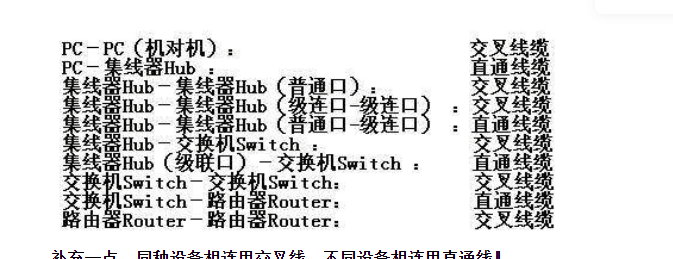 PC－PC（机对机）： 交叉线缆
PC－集线器Hub ： 直通线缆
集线器Hub－集线器Hub（普通口）： 交叉线缆
集线器Hub－集线器Hub（级连口-级连口） ： 交叉线缆
集线器Hub－集线器Hub（普通口-级连口） ： 直通线缆
集线器Hub－交换机Switch ： 交叉线缆
集线器Hub（级联口）－交换机Switch ： 直通线缆
交换机Switch－交换机Switch： 交叉线缆
交换机Switch－路由器Router： 直通线缆
路由器Router－路由器Router： 交叉线缆
补充一点，同种设备相连用交叉线，不同设备相连用直通线！